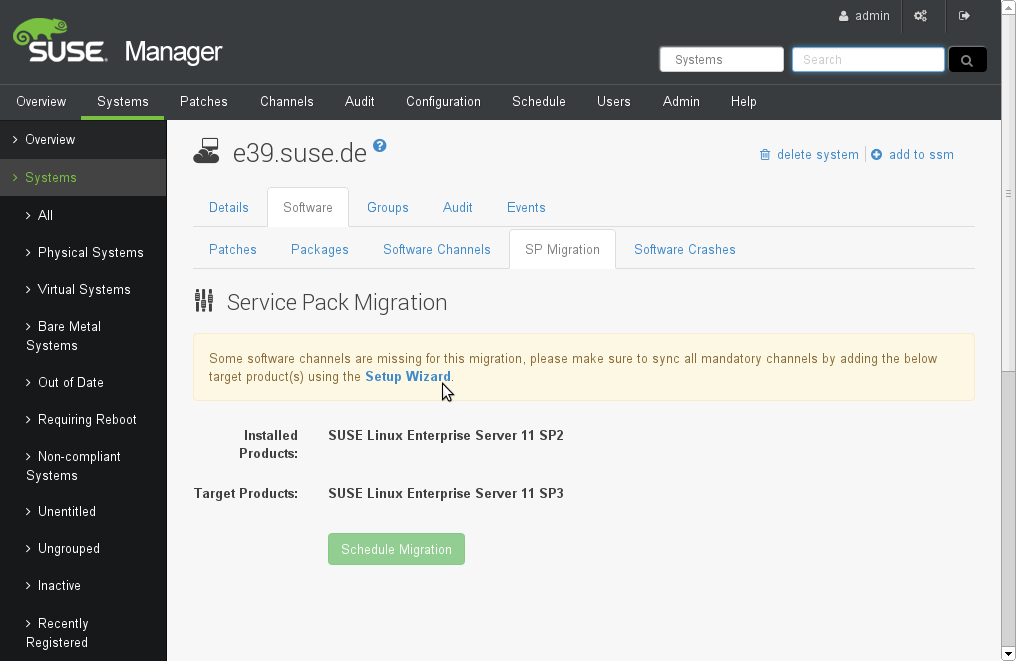 admin
SUSE. Manager
Systems
Search
Overview
Systems
Patches
Channels
Audit
Configuration
Schedule
Users
Admin
Help
Overview
Systems
All
Physical Systems
Virtual Systems
Bare Metal
Systems
Out of Date
Requiring Reboot
Non-compliant
Systems
Unentitled
Ungrouped
Inactive
Recently
Registered
e39.suse.de ?
delete system
add to ssm
Details
Software
Groups
Audit
Events
Patches
Packages
Software Channels
SP Migration
Software Crashes
Service Pack Migration
Some software channels are missing for this migration, please make sure to sync all mandatory channels by adding the below
target product(s) using the Setup Wizard.
Installed
Products:
SUSE Linux Enterprise Server 11 SP2
Target Products:
SUSE Linux Enterprise Server 11 SP3
Schedule Migration